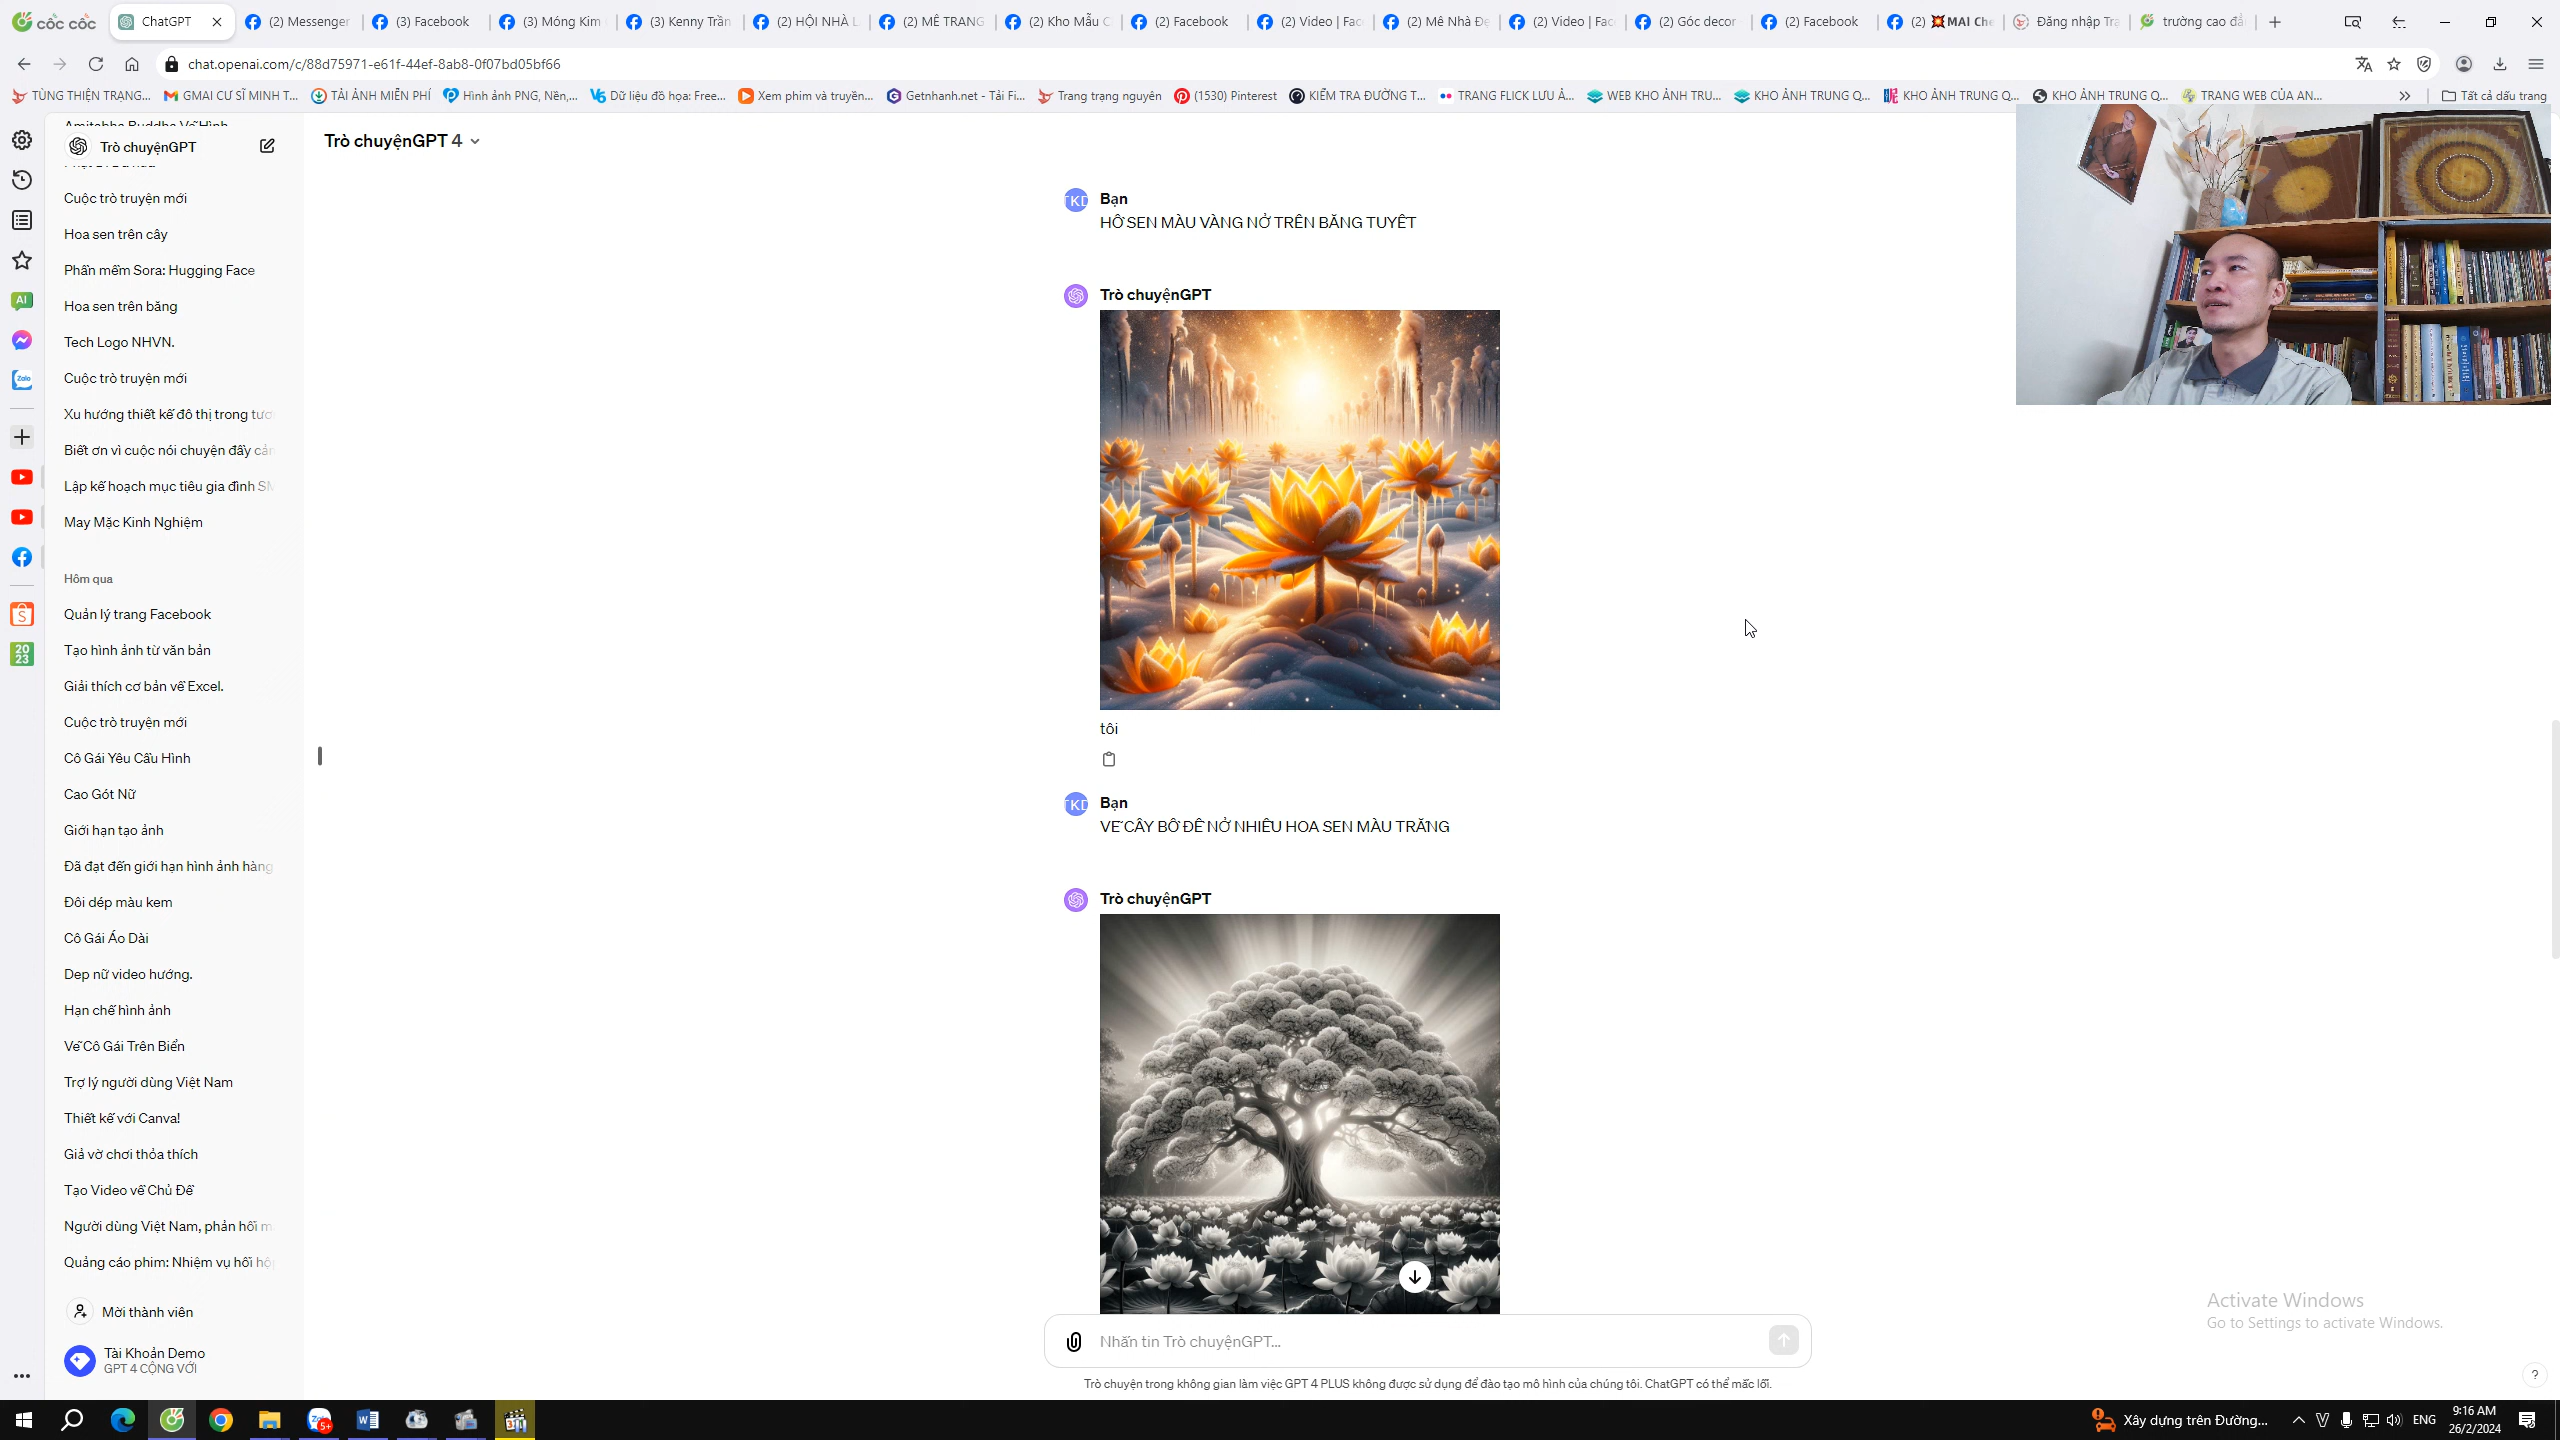 cốc cốc
ChatGPT
(2) Messenger
(3) Facebook
(3) Móng Kim
(3) Kenny Trần
(2) HỘI NHÀ L
(2) MÊ TRANG
(2) Kho Mẫu C
(2) Facebook
(2) Video | Fac
(2) Mê Nhà Đẹ
(2) Video | Fac
(2) Góc decor
(2) Facebook
(2) 💥MAI Che
Đăng nhập Tra
trường cao đẳ
chat.openai.com/c/88d75971-e61f-44ef-8ab8-0f07bd05bf66
TÙNG THIỆN TRẠNG...
GMAI CƯ SĨ MINH T...
TẢI ẢNH MIỄN PHÍ
Hình ảnh PNG, Nền,...
Dữ liệu đồ họa: Free...
Xem phim và truyền...
Getnhanh.net - Tải Fi...
Trang trạng nguyên
(1530) Pinterest
KIỂM TRA ĐƯỜNG T...
TRANG FLICK LƯU Ả...
WEB KHO ẢNH TRU...
KHO ẢNH TRUNG Q...
KHO ẢNH TRUNG Q...
KHO ẢNH TRUNG Q...
TRANG WEB CỦA AN...
Tất cả dấu trang
AI
Zalo
20
23
Amitabha Buddha Vô Hình
Trò chuyệnGPT
Cuộc trò truyện mới
Hoa sen trên cây
Phần mềm Sora: Hugging Face
Hoa sen trên băng
Tech Logo NHVN.
Cuộc trò truyện mới
Xu hướng thiết kế đô thị trong tươ
Biết ơn vì cuộc nói chuyện đầy cả
Lập kế hoạch mục tiêu gia đình SM
May Mặc Kinh Nghiệm
Hôm qua
Quản lý trang Facebook
Tạo hình ảnh từ văn bản
Giải thích cơ bản về Excel.
Cuộc trò truyện mới
Cô Gái Yêu Cầu Hình
Cao Gót Nữ
Giới hạn tạo ảnh
Đã đạt đến giới hạn hình ảnh hàng
Đôi dép màu kem
Cô Gái Áo Dài
Dep nữ video hướng.
Hạn chế hình ảnh
Vẽ Cô Gái Trên Biển
Trợ lý người dùng Việt Nam
Thiết kế với Canva!
Giả vờ chơi thỏa thích
Tạo Video về Chủ Đề
Người dùng Việt Nam, phản hồi m
Quảng cáo phim: Nhiệm vụ hồi hộ
Mời thành viên
Tài Khoản Demo
GPT 4 CỘNG VỚI
Trò chuyệnGPT 4
TKD
Bạn
HỒ SEN MÀU VÀNG NỞ TRÊN BĂNG TUYẾT
Trò chuyệnGPT
tôi
TKD
Bạn
VẼ CÂY BỒ ĐỀ NỞ NHIỀU HOA SEN MÀU TRẮNG
Trò chuyệnGPT
Nhấn tin Trò chuyệnGPT...
Trò chuyện trong không gian làm việc GPT 4 PLUS không được sử dụng để đào tạo mô hình của chúng tôi. ChatGPT có thể mắc lỗi.
?
Activate Windows
Go to Settings to activate Windows.
5+
Xây dựng trên Đường...
ENG
9:16 AM
26/2/2024